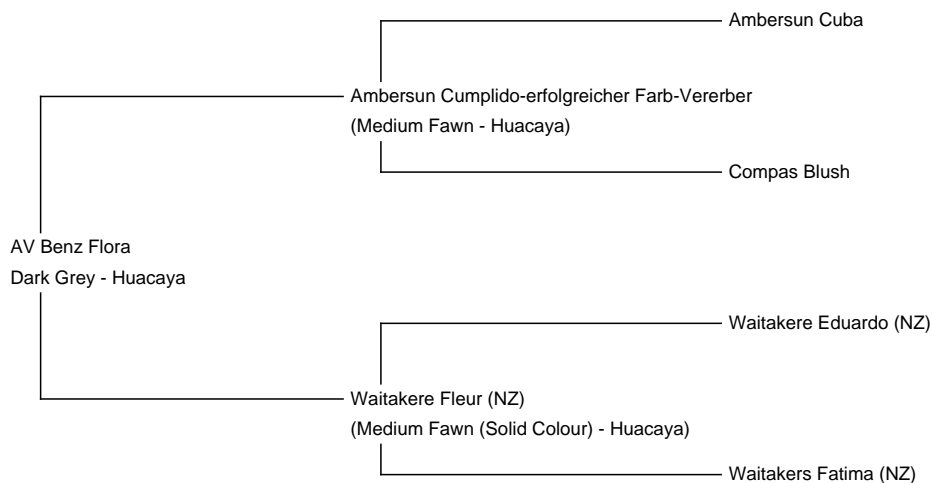 Ambersun Cuba
Ambersun Cumplido-erfolgreicher Farb-Vererber
(Medium Fawn - Huacaya)
Compas Blush
AV Benz Flora
Dark Grey - Huacaya
Waitakere Eduardo (NZ)
Waitakere Fleur (NZ)
(Medium Fawn (Solid Colour) - Huacaya)
Waitakers Fatima (NZ)